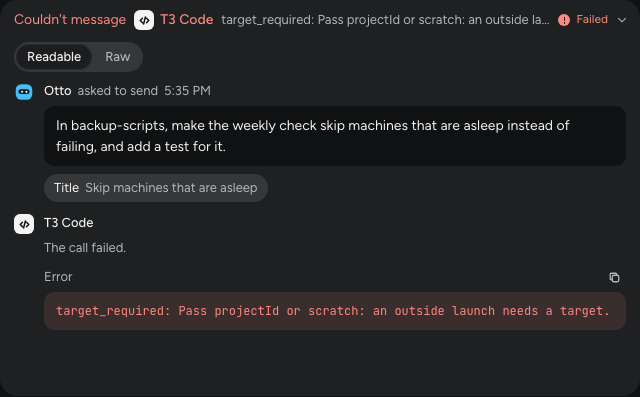 Couldn't message T3 Code target_required: Pass projectId or scratch: an outside la... Failed
Readable Raw
Otto asked to send 5:35 PM
In backup-scripts, make the weekly check skip machines that are asleep instead of
failing, and add a test for it.
Title Skip machines that are asleep
T3 Code
The call failed.
Error
target_required: Pass projectId or scratch: an outside launch needs a target.